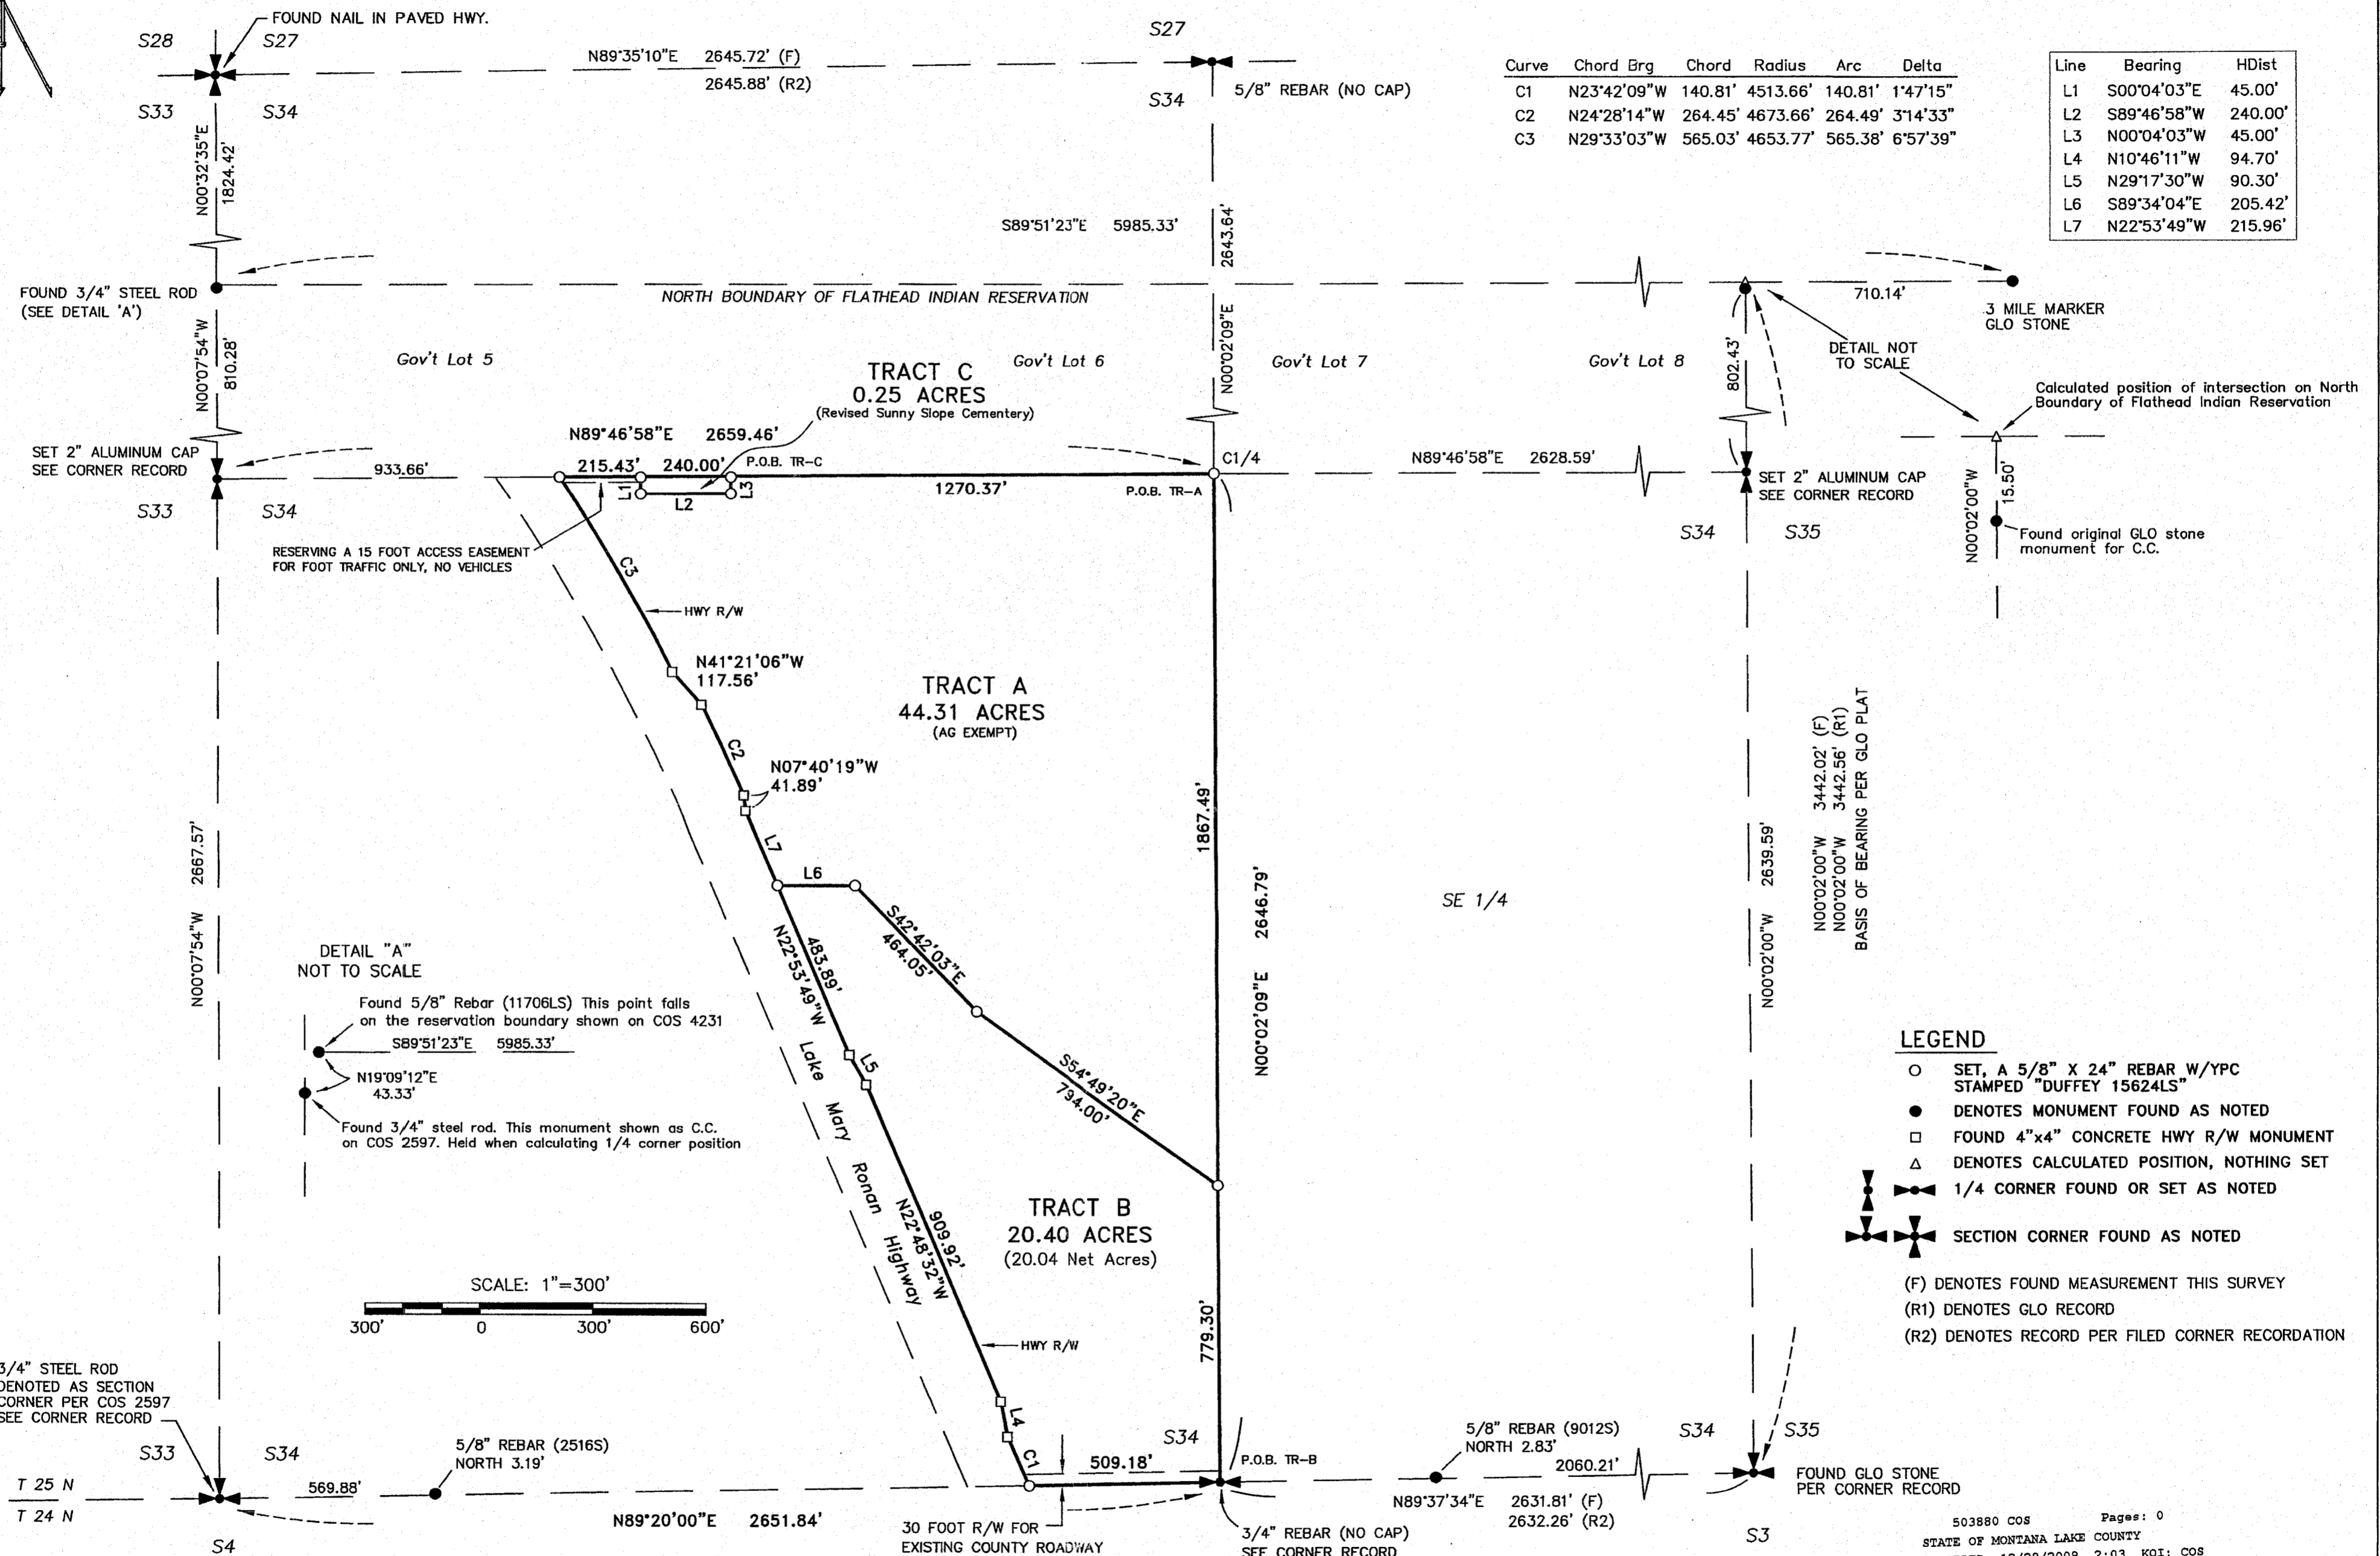 FOUND NAIL IN PAVED HWY.
S28
S27
S33
S34
N89°35'10"E 2645.72' (F)
2645.88' (R2)
S27
S34
5/8" REBAR (NO CAP)
Curve Chord Brg Chord Radius Arc Delta
C1 N23°42'09"W 140.81' 4513.66' 140.81' 1°47'15"
C2 N24°28'14"W 264.45' 4673.66' 264.49' 3°14'33"
C3 N29°33'03"W 565.03' 4653.77' 565.38' 6°57'39"
Line Bearing HDist
L1 S00°04'03"E 45.00'
L2 S89°46'58"W 240.00'
L3 N00°04'03"W 45.00'
L4 N10°46'11"W 94.70'
L5 N29°17'30"W 90.30'
L6 S89°34'04"E 205.42'
L7 N22°53'49"W 215.96'
N00°32'35"E
1824.42'
S89°51'23"E 5985.33'
2643.64'
N00°02'09"E
FOUND 3/4" STEEL ROD
(SEE DETAIL 'A')
NORTH BOUNDARY OF FLATHEAD INDIAN RESERVATION
710.14'
3 MILE MARKER
GLO STONE
N00°07'54"W
810.28'
Gov't Lot 5
Gov't Lot 6
Gov't Lot 7
Gov't Lot 8
802.43'
DETAIL NOT
TO SCALE
Calculated position of intersection on North
Boundary of Flathead Indian Reservation
TRACT C
0.25 ACRES
(Revised Sunny Slope Cementery)
N89°46'58"E 2659.46'
SET 2" ALUMINUM CAP
SEE CORNER RECORD
933.66'
215.43'
240.00'
P.O.B. TR-C
1270.37'
P.O.B. TR-A
C1/4
N89°46'58"E 2628.59'
SET 2" ALUMINUM CAP
SEE CORNER RECORD
N00°02'00"W
15.50'
Found original GLO stone
monument for C.C.
L1
L2
L3
S33
S34
S34
S35
RESERVING A 15 FOOT ACCESS EASEMENT
FOR FOOT TRAFFIC ONLY, NO VEHICLES
C3
HWY R/W
N41°21'06"W
117.56'
TRACT A
44.31 ACRES
(AG EXEMPT)
C2
N07°40'19"W
41.89'
L7
L6
1867.49'
N00°02'09"E 2646.79'
SE 1/4
N00°02'00"W 2639.59'
N00°02'00"W 3442.02' (F)
N00°02'00"W 3442.56' (R1)
BASIS OF BEARING PER GLO PLAT
N00°07'54"W 2667.57'
S42°42'03"E
464.05'
483.89'
N22°53'49"W
DETAIL "A"
NOT TO SCALE
Found 5/8" Rebar (11706LS) This point falls
on the reservation boundary shown on COS 4231
S89°51'23"E 5985.33'
N19°09'12"E
43.33'
Found 3/4" steel rod. This monument shown as C.C.
on COS 2597. Held when calculating 1/4 corner position
L5
Lake Mary Ronan Highway
S54°49'20"E
794.00'
909.92'
N22°48'32"W
TRACT B
20.40 ACRES
(20.04 Net Acres)
779.30'
HWY R/W
LEGEND
SET, A 5/8" X 24" REBAR W/YPC
STAMPED "DUFFEY 15624LS"
DENOTES MONUMENT FOUND AS NOTED
FOUND 4"x4" CONCRETE HWY R/W MONUMENT
DENOTES CALCULATED POSITION, NOTHING SET
1/4 CORNER FOUND OR SET AS NOTED
SECTION CORNER FOUND AS NOTED
(F) DENOTES FOUND MEASUREMENT THIS SURVEY
(R1) DENOTES GLO RECORD
(R2) DENOTES RECORD PER FILED CORNER RECORDATION
SCALE: 1"=300'
300' 0 300' 600'
3/4" STEEL ROD
DENOTED AS SECTION
CORNER PER COS 2597
SEE CORNER RECORD
S33
S34
T 25 N
T 24 N
S4
569.88'
5/8" REBAR (2516S)
NORTH 3.19'
N89°20'00"E 2651.84'
L4
C1
509.18'
S34
P.O.B. TR-B
30 FOOT R/W FOR
EXISTING COUNTY ROADWAY
3/4" REBAR (NO CAP)
SEE CORNER RECORD
5/8" REBAR (9012S)
NORTH 2.83'
2060.21'
N89°37'34"E 2631.81' (F)
2632.26' (R2)
S34
S35
FOUND GLO STONE
PER CORNER RECORD
S3
503880 COS Pages: 0
STATE OF MONTANA LAKE COUNTY
2:03 KOI: COS